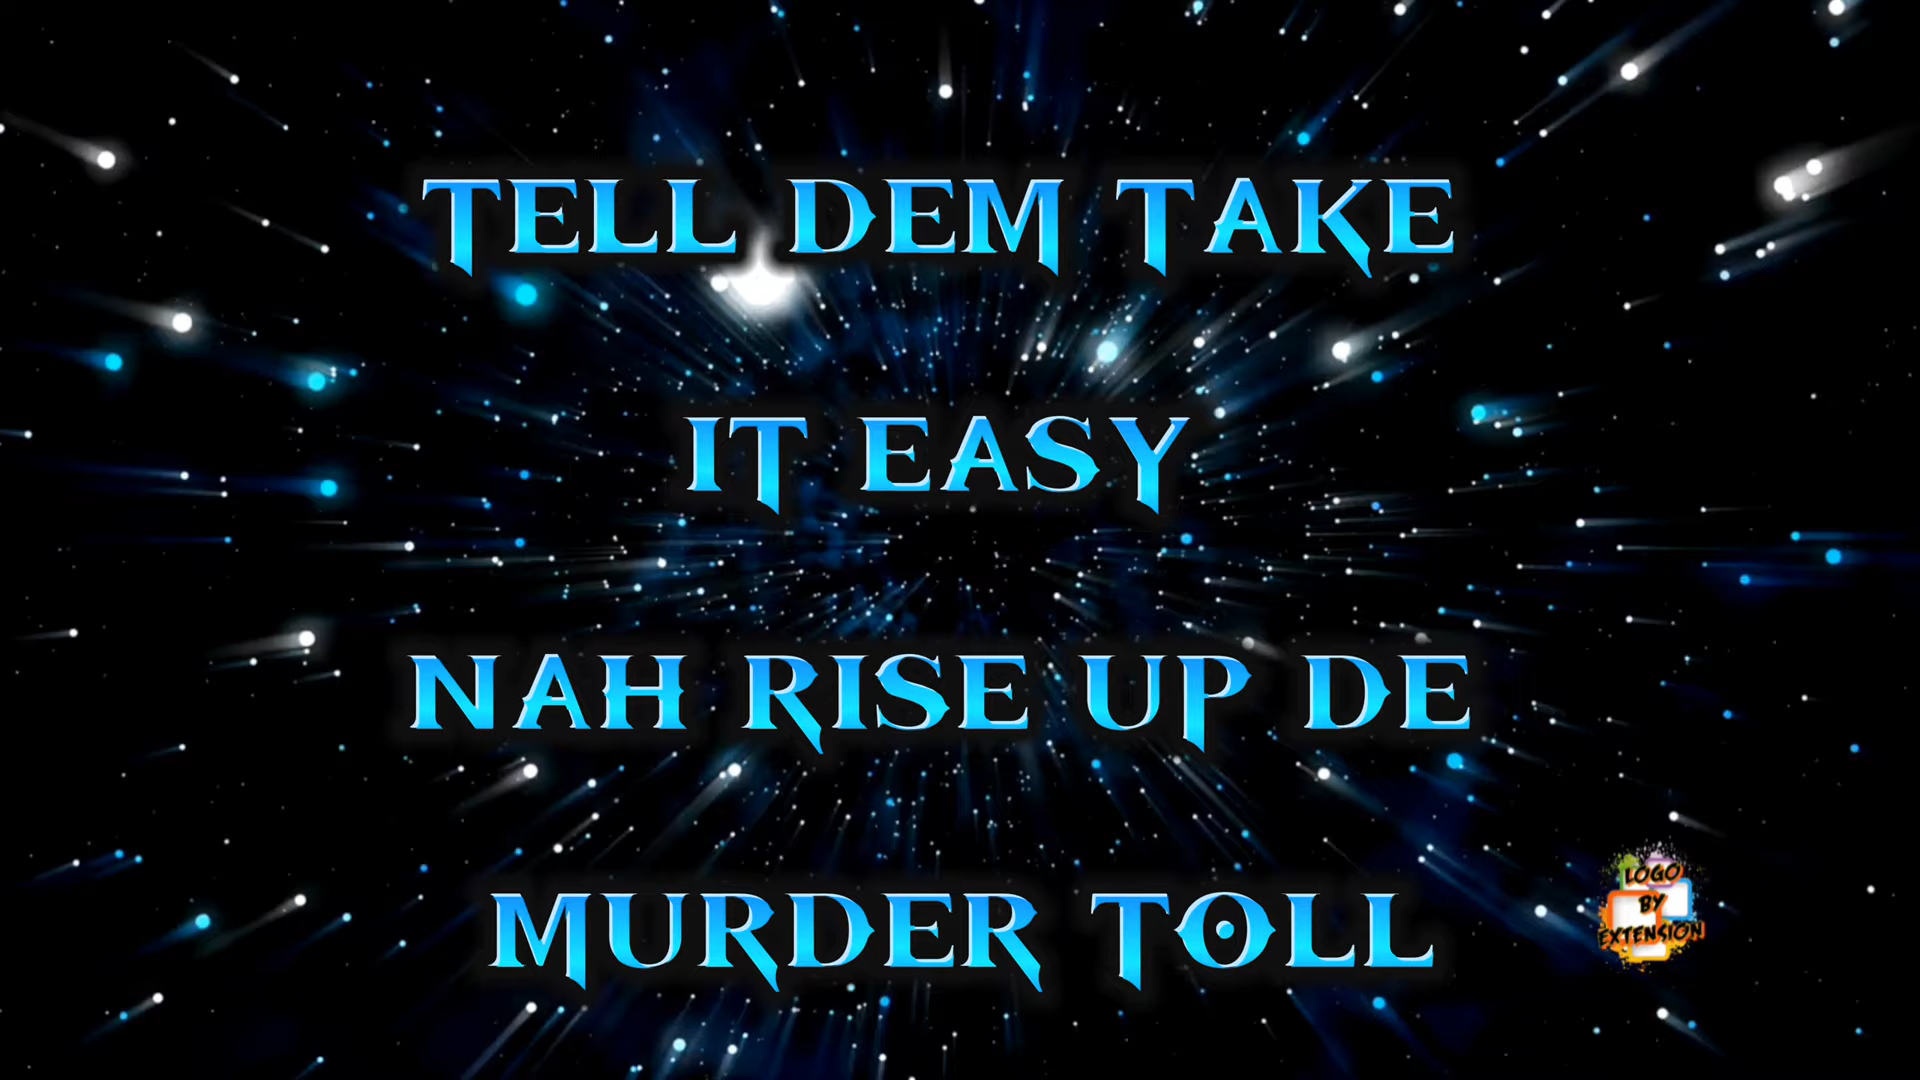 TELL DEM TAKE
IT EASY
NAH RISE UP DE
MURDER TOLL
LOGO
BY
EXTENSION